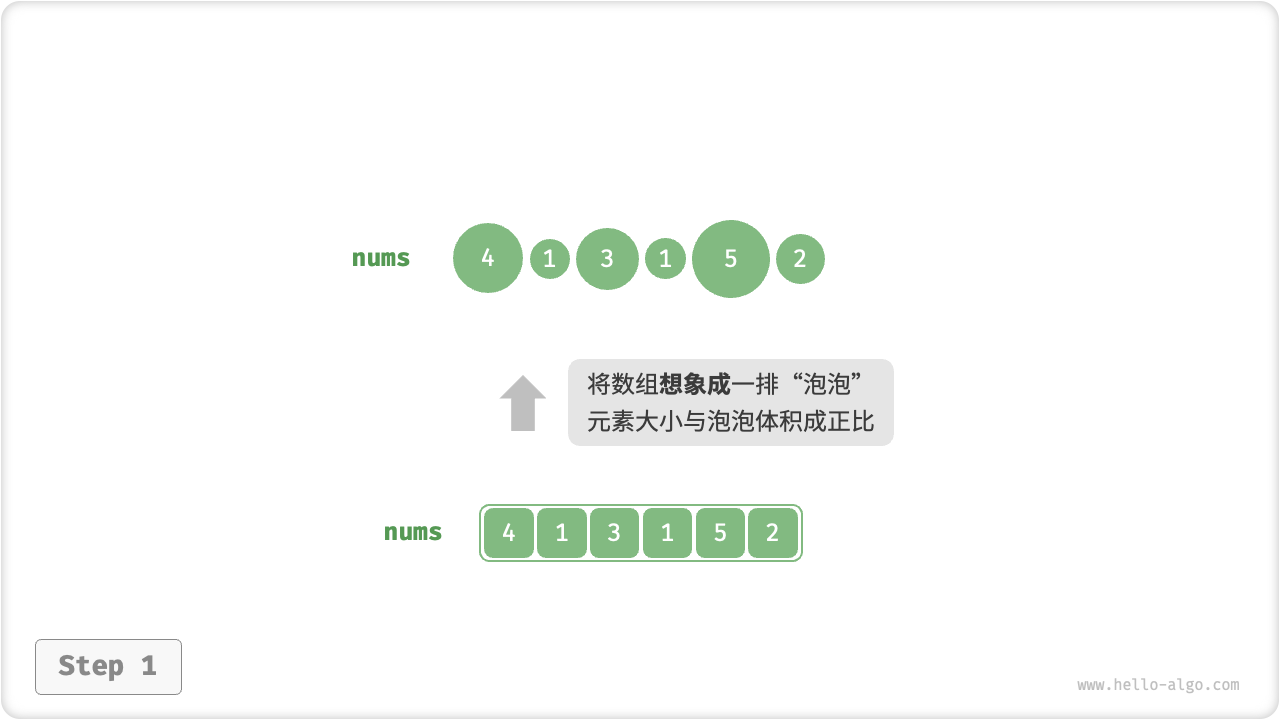 nums 4 1 3 1 5 2
将数组想象成一排“泡泡”
元素大小与泡泡体积成正比
nums 4 1 3 1 5 2
Step 1
www.hello-algo.com